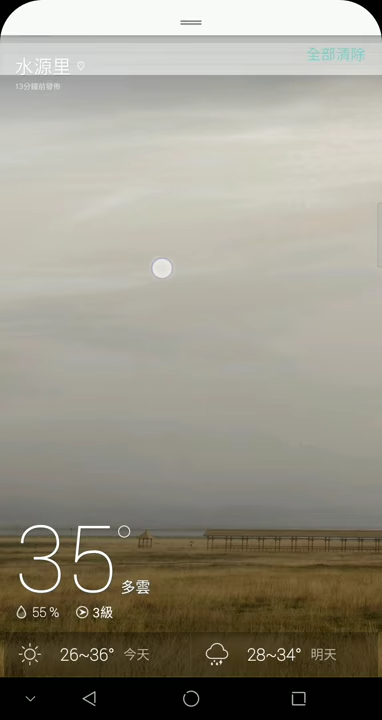 全部清除
水源里
13分鐘前發佈
35°
多雲
55 %
3級
26~36° 今天
28~34° 明天